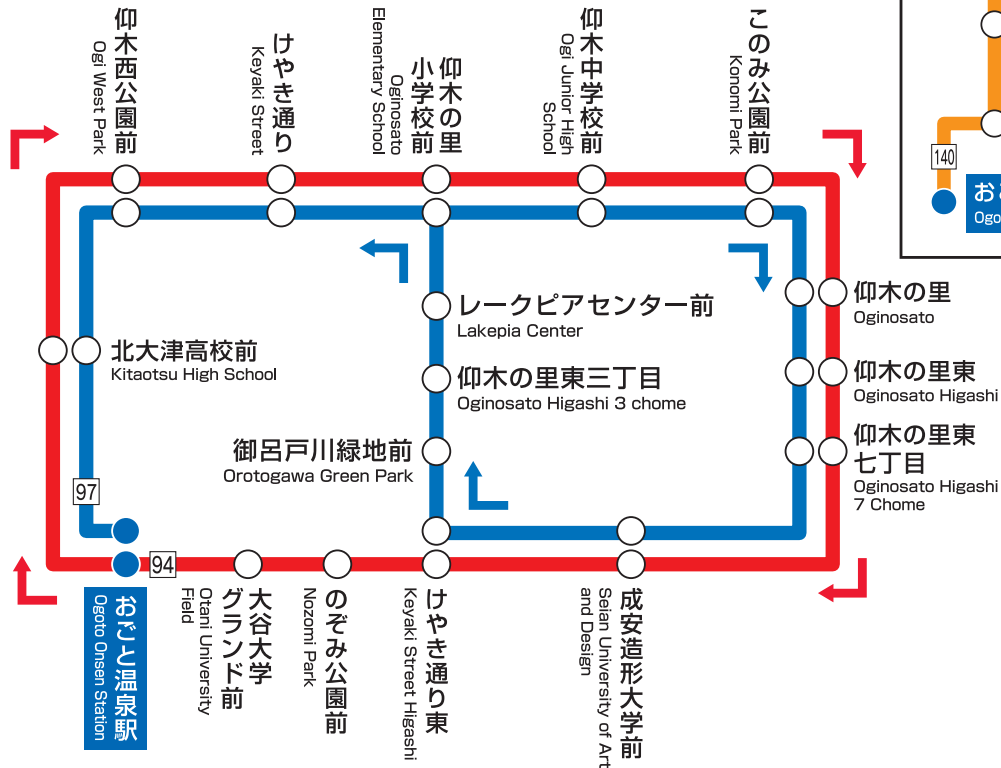 仰木西公園前
Ogi West Park
けやき通り
Keyaki Street
仰木の里
小学校前
Oginosato
Elementary School
仰木中学校前
Ogi Junior High
School
このみ公園前
Konomi Park
140
おご
Ogo
レークピアセンター前
Lakepia Center
仰木の里
Oginosato
北大津高校前
Kitaotsu High School
仰木の里東三丁目
Oginosato Higashi 3 chome
仰木の里東
Oginosato Higashi
御呂戸川緑地前
Orotogawa Green Park
仰木の里東
七丁目
Oginosato Higashi
7 Chome
97
94
おごと温泉駅
Ogoto Onsen Station
大谷大学
グランド前
Otani University
Field
のぞみ公園前
Nozomi Park
けやき通り東
Keyaki Street Higashi
成安造形大学前
Seian University of Art
and Design